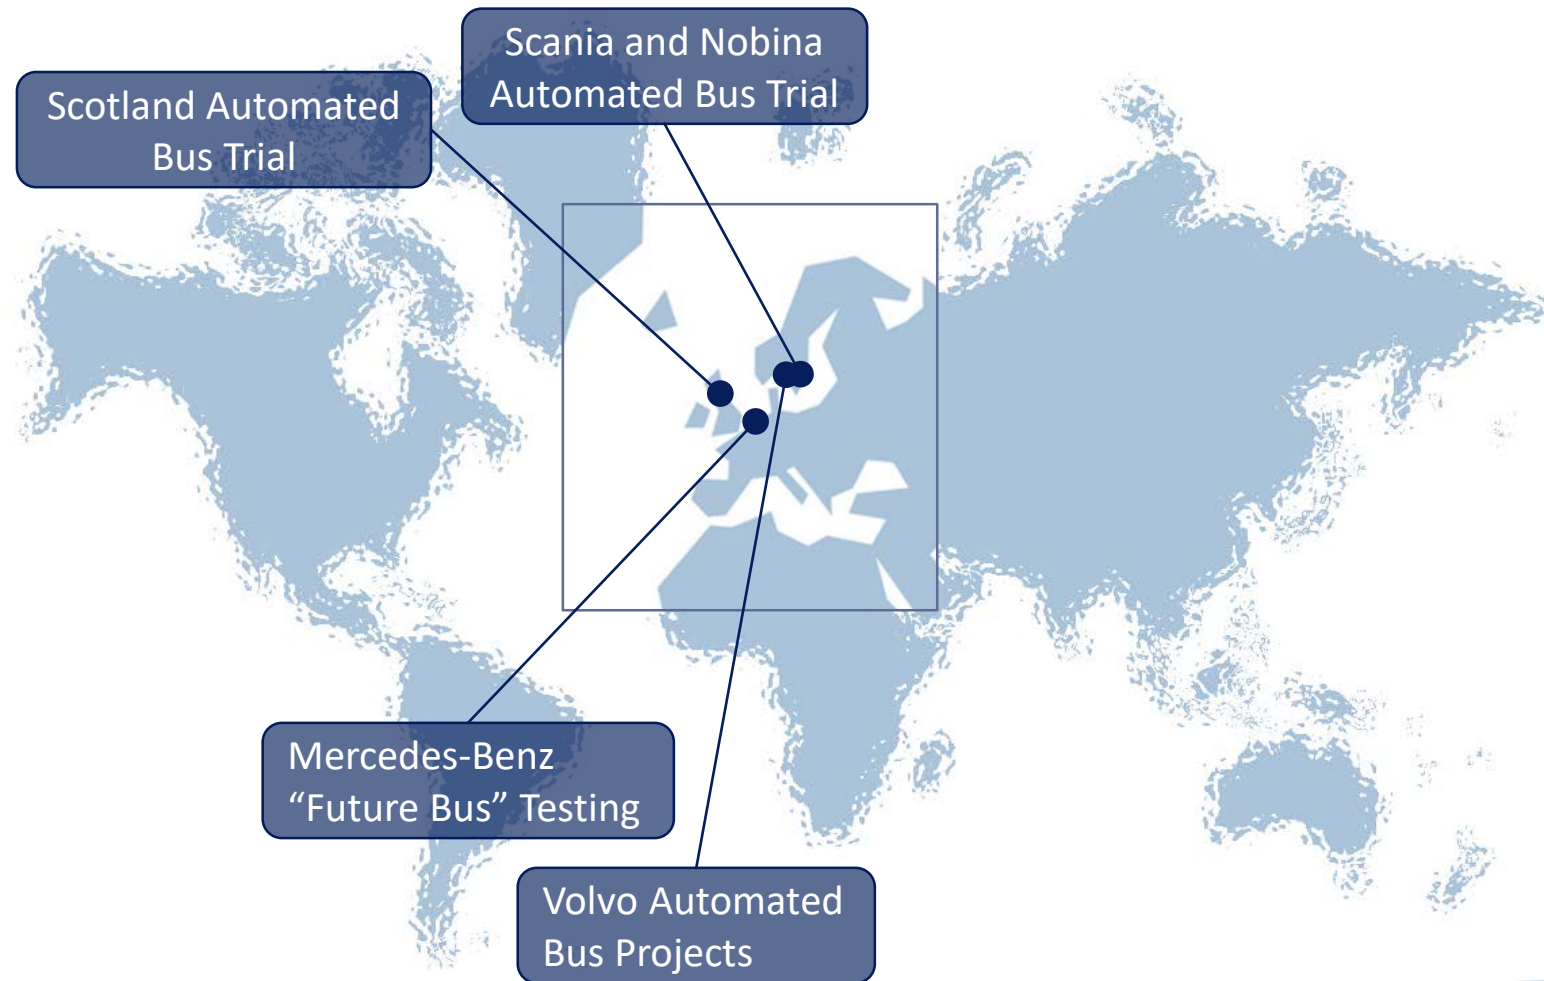 Scania and Nobina
Automated Bus Trial
Scotland Automated
Bus Trial
Mercedes-Benz
“Future Bus” Testing
Volvo Automated
Bus Projects